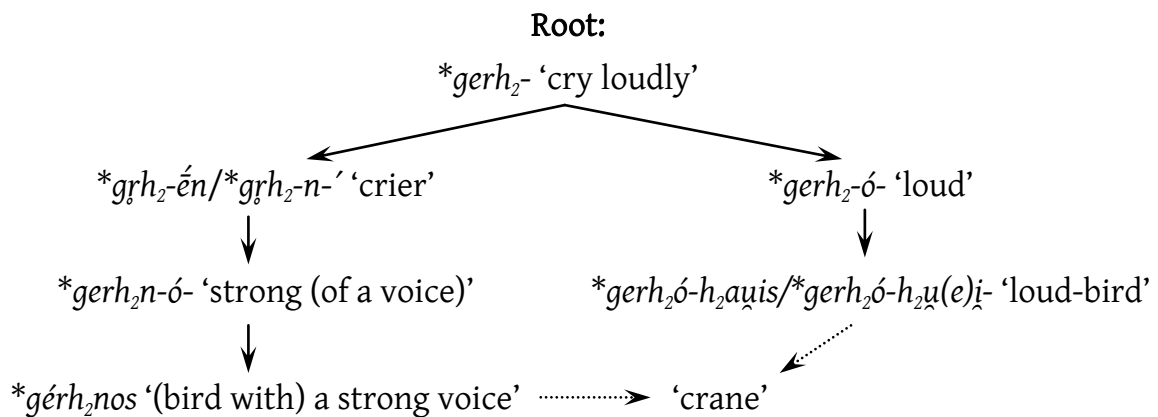 Root:
*gerh₂- ‘cry loudly’
*gr̥h₂-ḗn/*gr̥h₂-n-´ ‘crier’ *gerh₂-ó- ‘loud’
*gerh₂n-ó- ‘strong (of a voice)’ *gerh₂ó-h₂au̯is/*gerh₂ó-h₂u̯(e)i̯- ‘loud-bird’
*gérh₂nos ‘(bird with) a strong voice’ ‘crane’